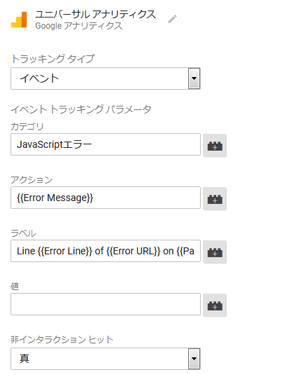 ユニバーサル アナリティクス
Google アナリティクス
トラッキング タイプ
イベント
イベント トラッキング パラメータ
カテゴリ
JavaScriptエラー
アクション
{{Error Message}}
ラベル
Line {{Error Line}} of {{Error URL}} on {{Pa
値
非インタラクション ヒット
真